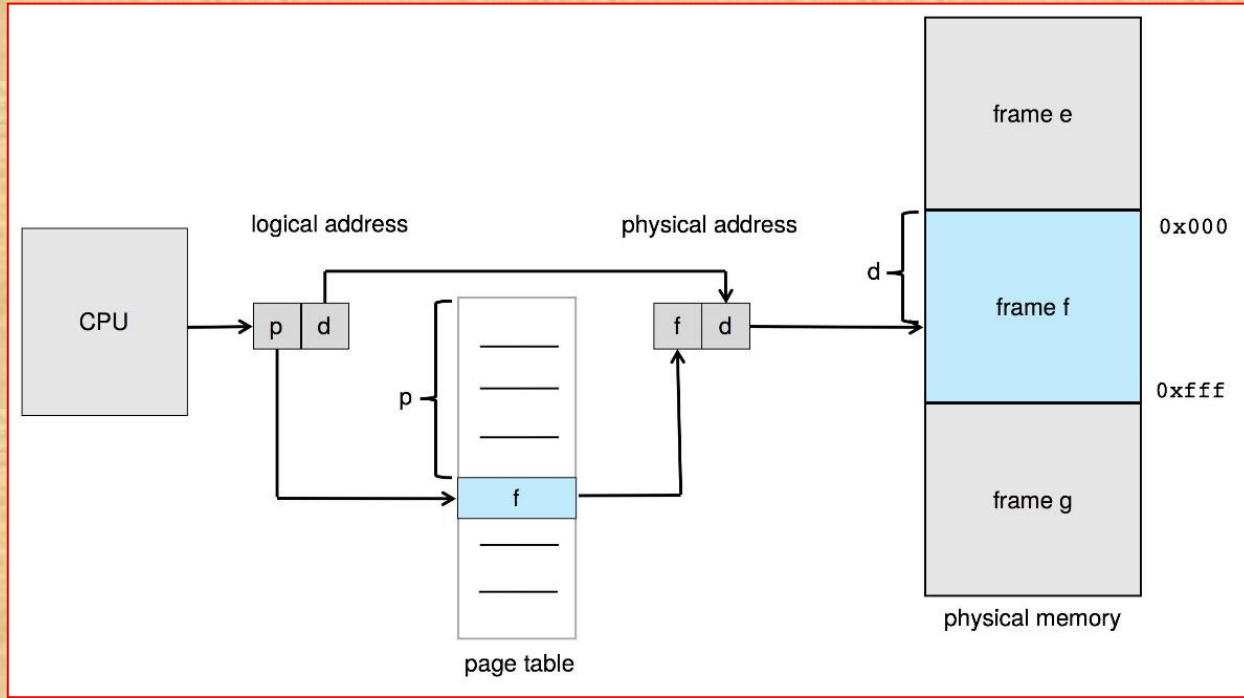 frame e
logical address
physical address
0x000
d
CPU
p d
f d
frame f
p
0xfff
f
frame g
physical memory
page table